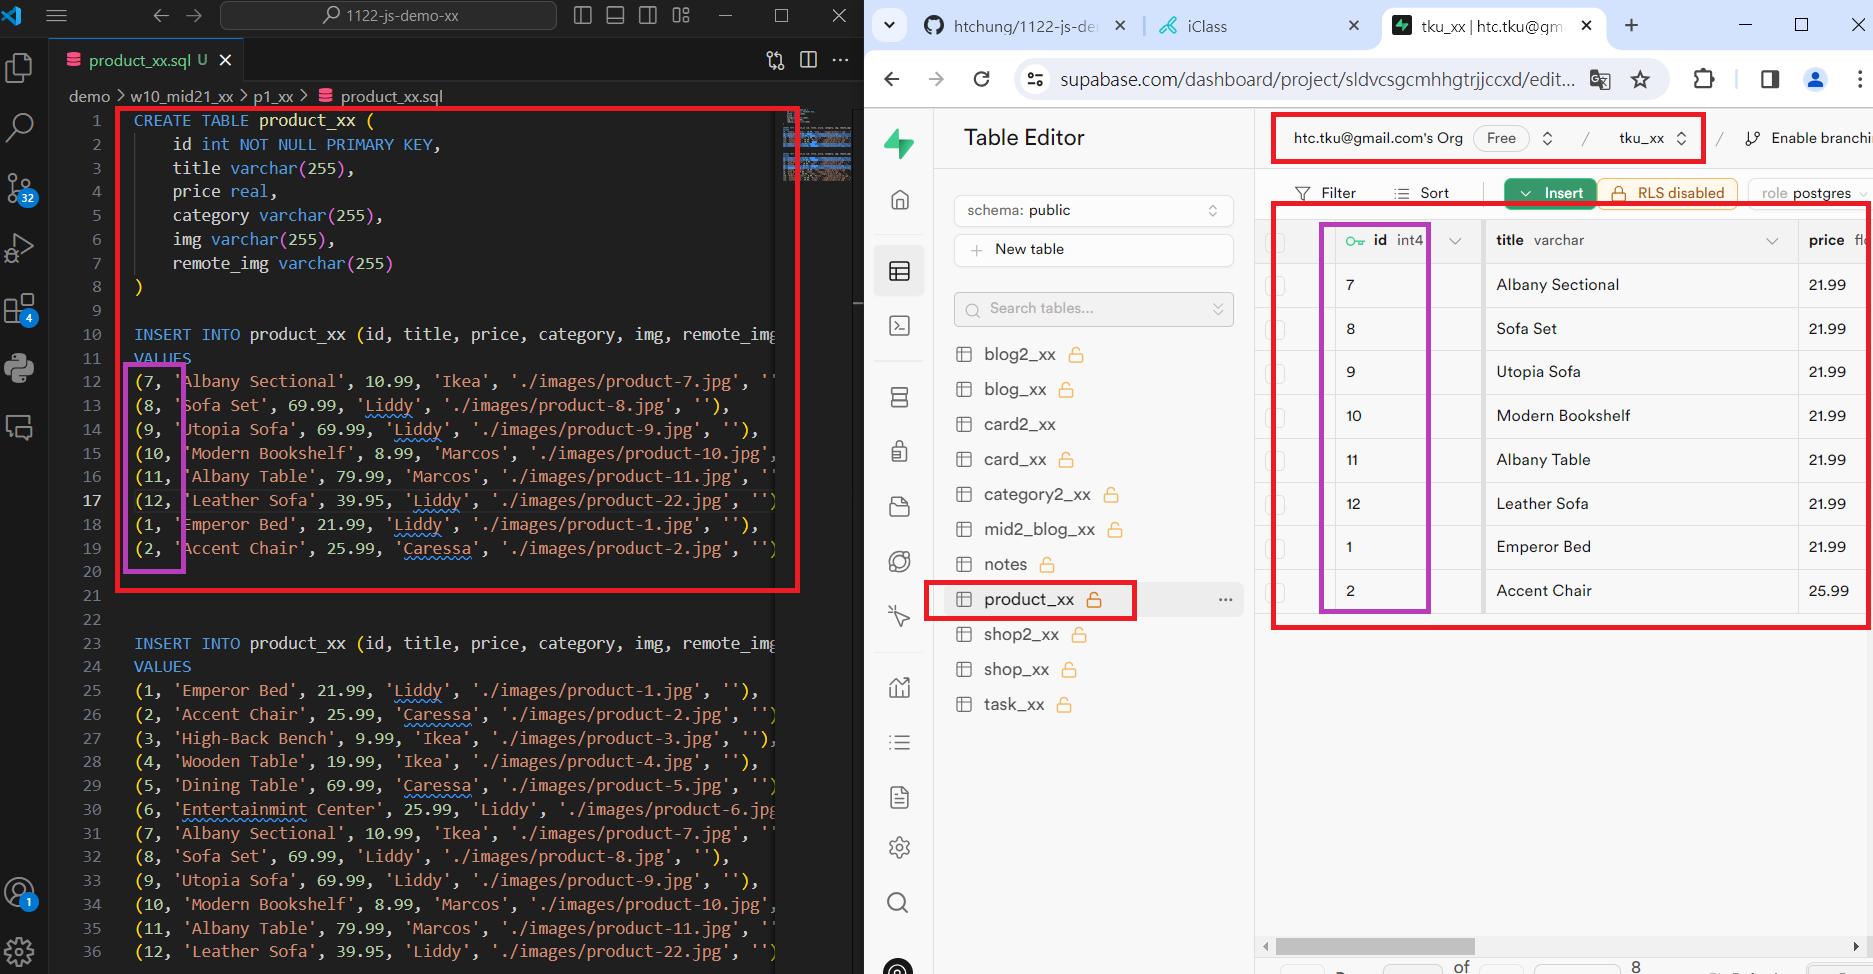 1122-js-demo-xx
product_xx.sql U
demo > w10_mid21_xx > p1_xx > product_xx.sql
1 CREATE TABLE product_xx (
2 id int NOT NULL PRIMARY KEY,
3 title varchar(255),
4 price real,
5 category varchar(255),
6 img varchar(255),
7 remote_img varchar(255)
8 )
9
10 INSERT INTO product_xx (id, title, price, category, img, remote_img
11 VALUES
12 (7, 'Albany Sectional', 10.99, 'Ikea', './images/product-7.jpg', ''
13 (8, 'Sofa Set', 69.99, 'Liddy', './images/product-8.jpg', ''),
14 (9, 'Utopia Sofa', 69.99, 'Liddy', './images/product-9.jpg', ''),
15 (10, 'Modern Bookshelf', 8.99, 'Marcos', './images/product-10.jpg',
16 (11, 'Albany Table', 79.99, 'Marcos', './images/product-11.jpg', ''
17 (12, 'Leather Sofa', 39.95, 'Liddy', './images/product-22.jpg', '')
18 (1, 'Emperor Bed', 21.99, 'Liddy', './images/product-1.jpg', ''),
19 (2, 'Accent Chair', 25.99, 'Caressa', './images/product-2.jpg', '')
20
21
22
23 INSERT INTO product_xx (id, title, price, category, img, remote_img
24 VALUES
25 (1, 'Emperor Bed', 21.99, 'Liddy', './images/product-1.jpg', ''),
26 (2, 'Accent Chair', 25.99, 'Caressa', './images/product-2.jpg', '')
27 (3, 'High-Back Bench', 9.99, 'Ikea', './images/product-3.jpg', ''),
28 (4, 'Wooden Table', 19.99, 'Ikea', './images/product-4.jpg', ''),
29 (5, 'Dining Table', 69.99, 'Caressa', './images/product-5.jpg', '')
30 (6, 'Entertainmint Center', 25.99, 'Liddy', './images/product-6.jpg
31 (7, 'Albany Sectional', 10.99, 'Ikea', './images/product-7.jpg', ''
32 (8, 'Sofa Set', 69.99, 'Liddy', './images/product-8.jpg', ''),
33 (9, 'Utopia Sofa', 69.99, 'Liddy', './images/product-9.jpg', ''),
34 (10, 'Modern Bookshelf', 8.99, 'Marcos', './images/product-10.jpg',
35 (11, 'Albany Table', 79.99, 'Marcos', './images/product-11.jpg', ''
36 (12, 'Leather Sofa', 39.95, 'Liddy', './images/product-22.jpg', '')
32
4
1
htchung/1122-js-de
iClass
tku_xx | htc.tku@gm
supabase.com/dashboard/project/sldvcsgcmhhgtrjjccxd/edit...
Table Editor
htc.tku@gmail.com's Org Free / tku_xx / Enable branchi
schema: public
New table
Search tables...
blog2_xx
blog_xx
card2_xx
card_xx
category2_xx
mid2_blog_xx
notes
product_xx
shop2_xx
shop_xx
task_xx
Filter Sort Insert RLS disabled role postgres
id int4 title varchar price flo
7 Albany Sectional 21.99
8 Sofa Set 21.99
9 Utopia Sofa 21.99
10 Modern Bookshelf 21.99
11 Albany Table 21.99
12 Leather Sofa 21.99
1 Emperor Bed 21.99
2 Accent Chair 25.99
of 8